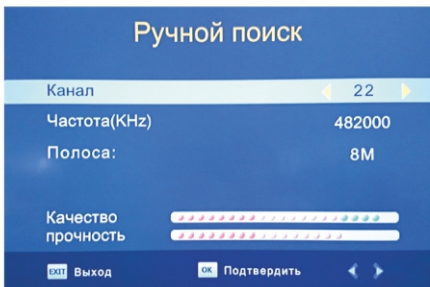 Ручной поиск
Канал 22
Частота(KHz) 482000
Полоса: 8M
Качество
прочность
EXIT Выход OK Подтвердить